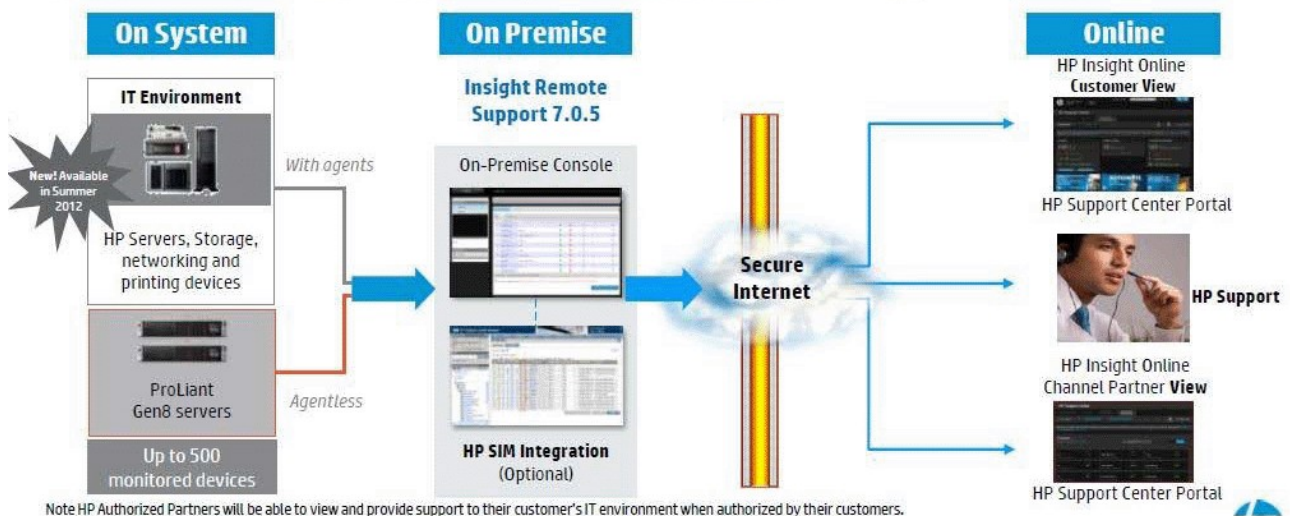 On System
On Premise
Online
IT Environment
New! Available
in Summer
2012
HP Servers, Storage,
networking and
printing devices
ProLiant
Gen8 servers
Up to 500
monitored devices
With agents
Agentless
Insight Remote
Support 7.0.5
On-Premise Console
HP SIM Integration
(Optional)
Secure
Internet
HP Insight Online
Customer View
HP Support Center Portal
HP Support
HP Insight Online
Channel Partner View
HP Support Center Portal
Note HP Authorized Partners will be able to view and provide support to their customer's IT environment when authorized by their customers.